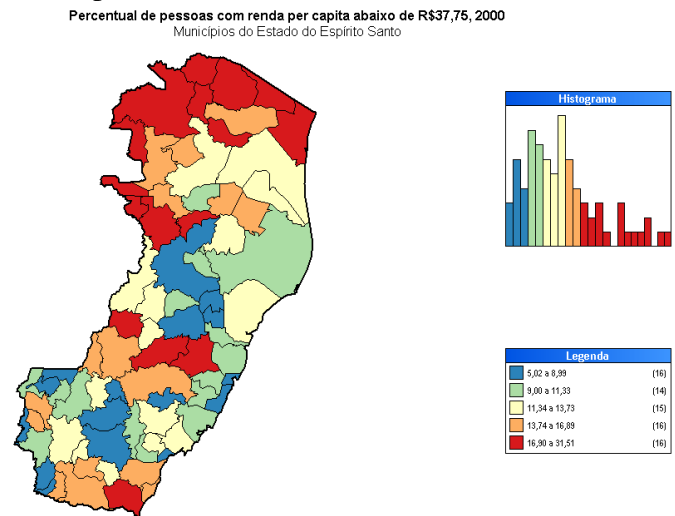 Percentual de pessoas com renda per capita abaixo de R$37,75, 2000
Municípios do Estado do Espírito Santo
Histograma
Legenda
5,02 a 8,99 (16)
9,00 a 11,33 (14)
11,34 a 13,73 (15)
13,74 a 16,89 (16)
16,90 a 31,51 (16)